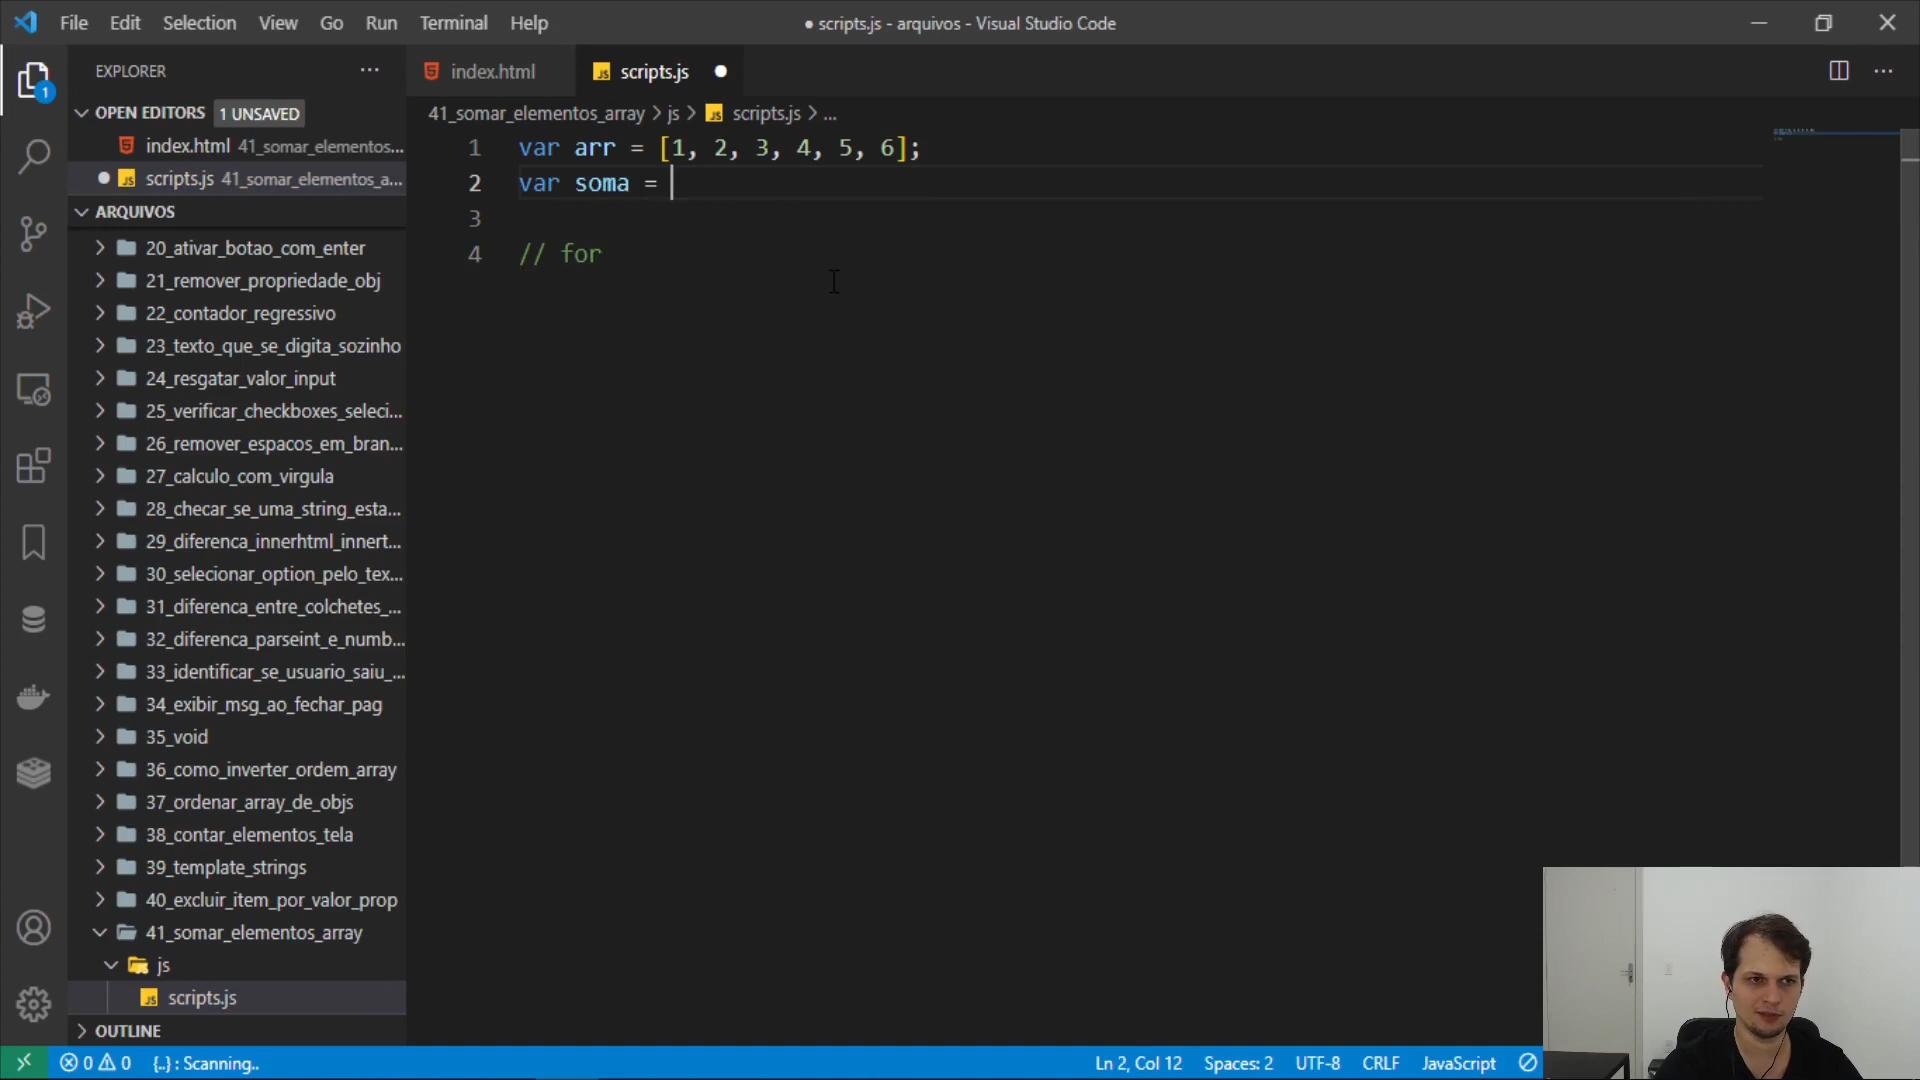 File Edit Selection View Go Run Terminal Help
● scripts.js - arquivos - Visual Studio Code
EXPLORER
index.html
scripts.js
OPEN EDITORS 1 UNSAVED
41_somar_elementos_array > js > scripts.js > ...
index.html 41_somar_elementos...
scripts.js 41_somar_elementos_a...
ARQUIVOS
20_ativar_botao_com_enter
21_remover_propriedade_obj
22_contador_regressivo
23_texto_que_se_digita_sozinho
24_resgatar_valor_input
25_verificar_checkboxes_seleci...
26_remover_espacos_em_bran...
27_calculo_com_virgula
28_checar_se_uma_string_esta...
29_diferenca_innerhtml_innert...
30_selecionar_option_pelo_tex...
31_diferenca_entre_colchetes_...
32_diferenca_parseint_e_numb...
33_identificar_se_usuario_saiu_...
34_exibir_msg_ao_fechar_pag
35_void
36_como_inverter_ordem_array
37_ordenar_array_de_objs
38_contar_elementos_tela
39_template_strings
40_excluir_item_por_valor_prop
41_somar_elementos_array
js
scripts.js
OUTLINE
1 var arr = [1, 2, 3, 4, 5, 6];
2 var soma =
3
4 // for
0 0 {..} : Scanning..
Ln 2, Col 12 Spaces: 2 UTF-8 CRLF JavaScript